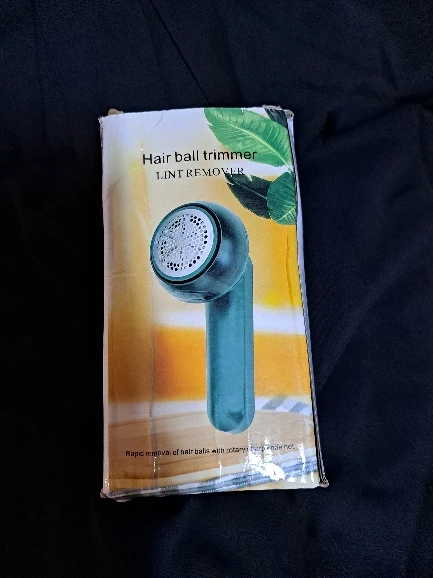 Hair ball trimmer
LINT REMOVER
Rapid removal of hair balls with rotary